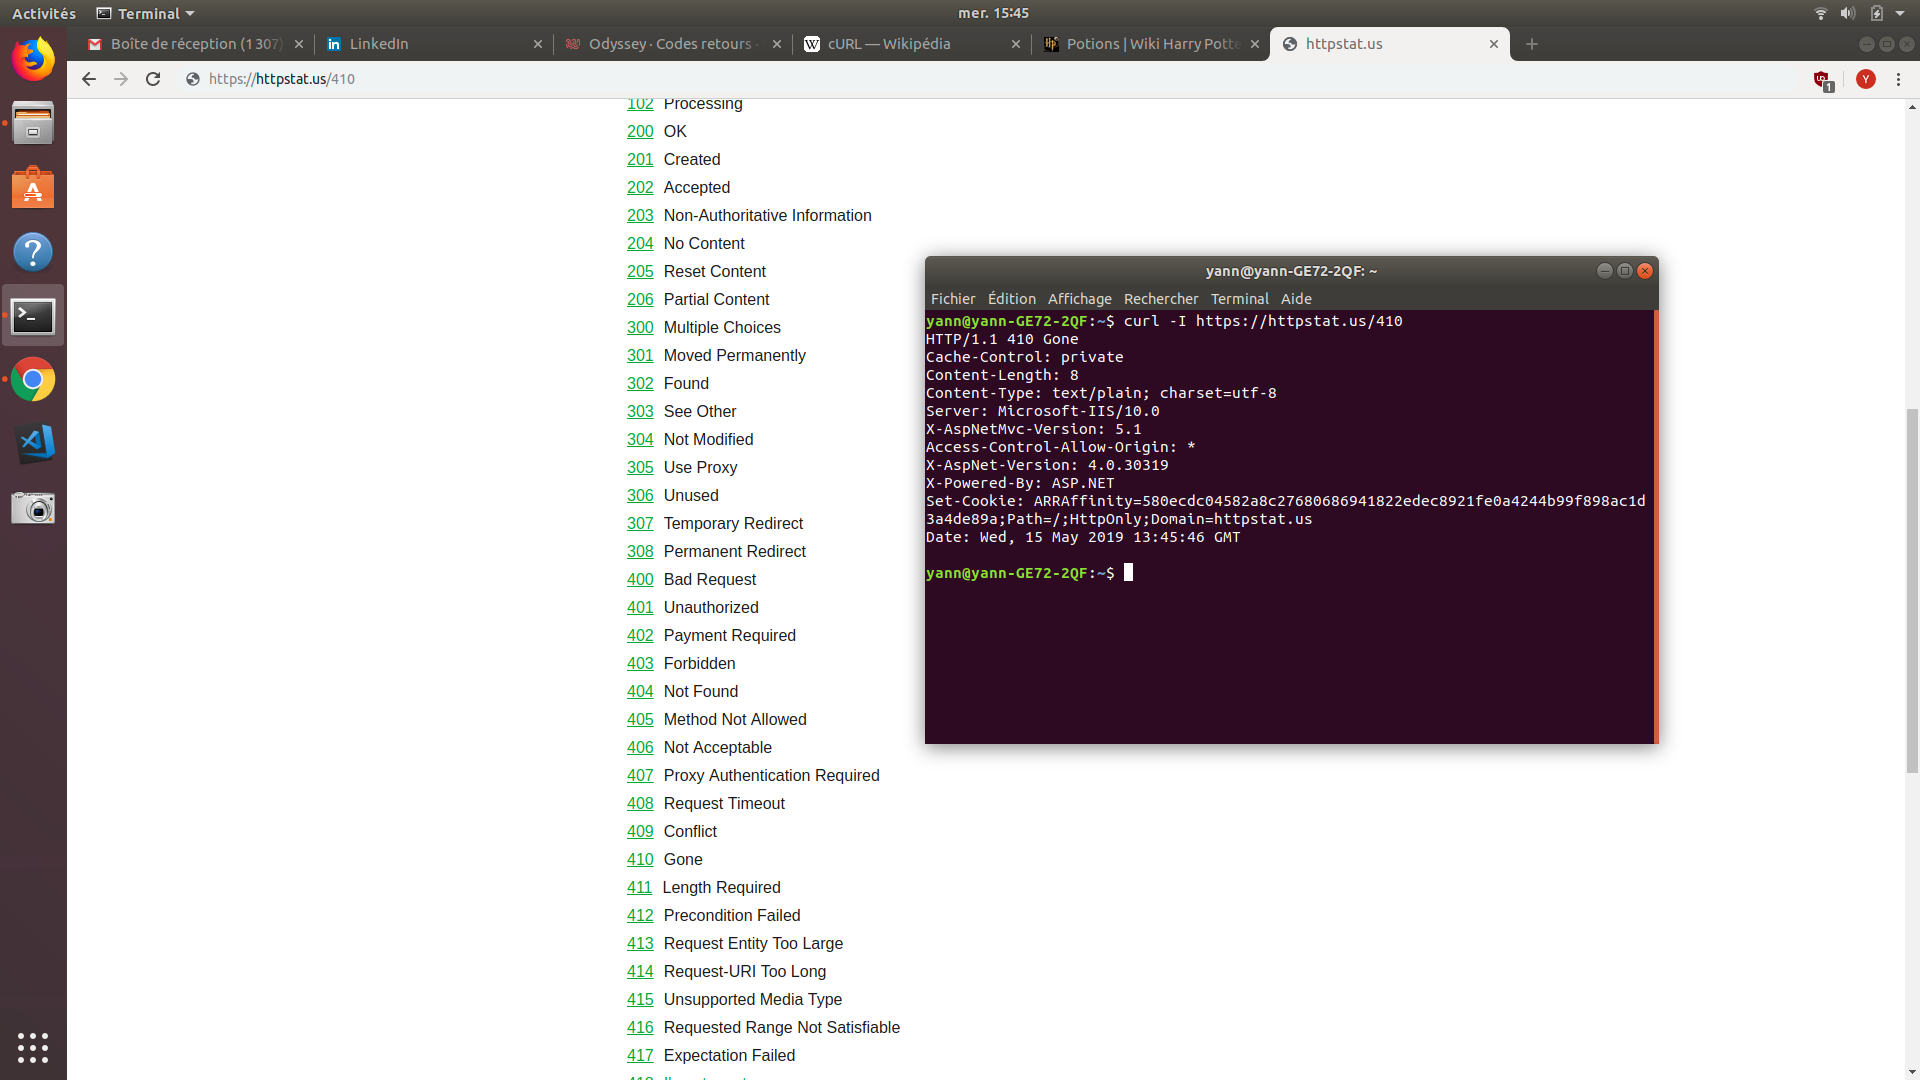 Activités
Terminal
mer. 15:45
Boîte de réception (1 307)
LinkedIn
Odyssey · Codes retours
cURL — Wikipédia
Potions | Wiki Harry Potte
httpstat.us
https://httpstat.us/410
1
Y
102 Processing
200 OK
201 Created
202 Accepted
203 Non-Authoritative Information
204 No Content
205 Reset Content
206 Partial Content
300 Multiple Choices
301 Moved Permanently
302 Found
303 See Other
304 Not Modified
305 Use Proxy
306 Unused
307 Temporary Redirect
308 Permanent Redirect
400 Bad Request
401 Unauthorized
402 Payment Required
403 Forbidden
404 Not Found
405 Method Not Allowed
406 Not Acceptable
407 Proxy Authentication Required
408 Request Timeout
409 Conflict
410 Gone
411 Length Required
412 Precondition Failed
413 Request Entity Too Large
414 Request-URI Too Long
415 Unsupported Media Type
416 Requested Range Not Satisfiable
417 Expectation Failed
yann@yann-GE72-2QF: ~
Fichier Édition Affichage Rechercher Terminal Aide
yann@yann-GE72-2QF:~$ curl -I https://httpstat.us/410
HTTP/1.1 410 Gone
Cache-Control: private
Content-Length: 8
Content-Type: text/plain; charset=utf-8
Server: Microsoft-IIS/10.0
X-AspNetMvc-Version: 5.1
Access-Control-Allow-Origin: *
X-AspNet-Version: 4.0.30319
X-Powered-By: ASP.NET
Set-Cookie: ARRAffinity=580ecdc04582a8c27680686941822edec8921fe0a4244b99f898ac1d
3a4de89a;Path=/;HttpOnly;Domain=httpstat.us
Date: Wed, 15 May 2019 13:45:46 GMT
yann@yann-GE72-2QF:~$